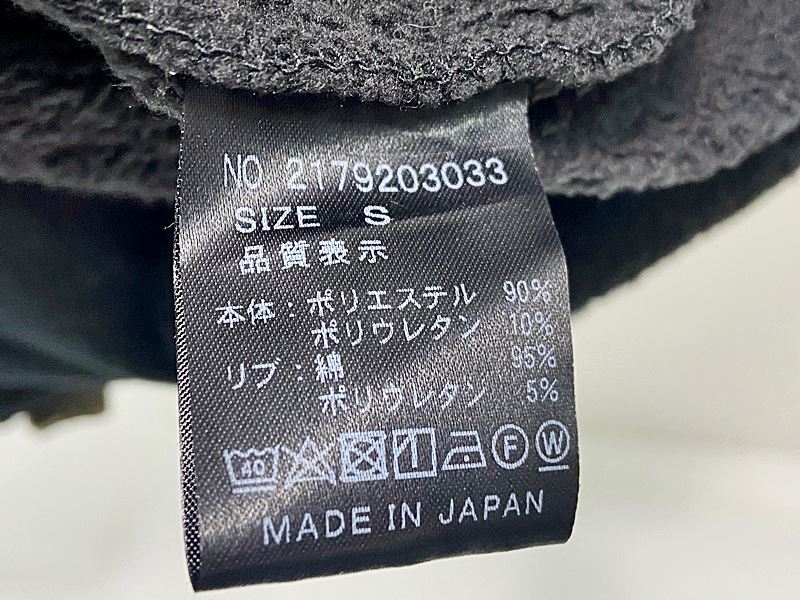 NO 2179203033
SIZE S
品質表示
本体：ポリエステル 90%
ポリウレタン 10%
リブ：綿 95%
ポリウレタン 5%
40 F W
MADE IN JAPAN